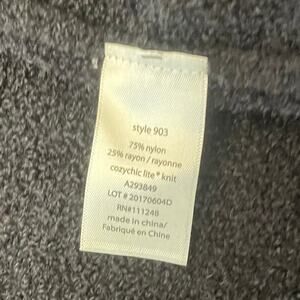 style 903
75% nylon
25% rayon / rayonne
cozychic lite® knit
A293849
LOT # 20170604D
RN#111248
made in china/
Fabriqué en Chine